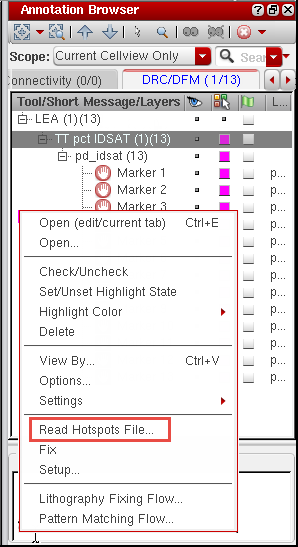 Annotation Browser
Scope: Current Cellview Only Sear
Connectivity (0/0) DRC/DFM (1/13)
Tool/Short Message/Layers L...
LEA (1)(13)
TT pct IDSAT (1)(13)
pd_idsat (13)
Marker 1 p...
Marker 2 p...
Marker 3 p...
Open (edit/current tab) Ctrl+E p...
Open... p...
Check/Uncheck p...
Set/Unset Highlight State p...
Highlight Color p...
Delete p...
View By... Ctrl+V p...
Options... p...
Settings p...
Read Hotspots File...
Fix
Setup...
Lithography Fixing Flow...
Pattern Matching Flow...